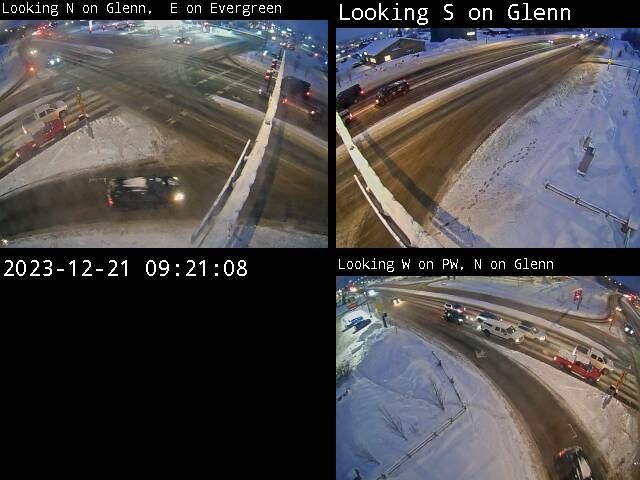 Looking N on Glenn,  E on Evergreen
Looking S on Glenn
2023-12-21 09:21:08
Looking W on PW, N on Glenn